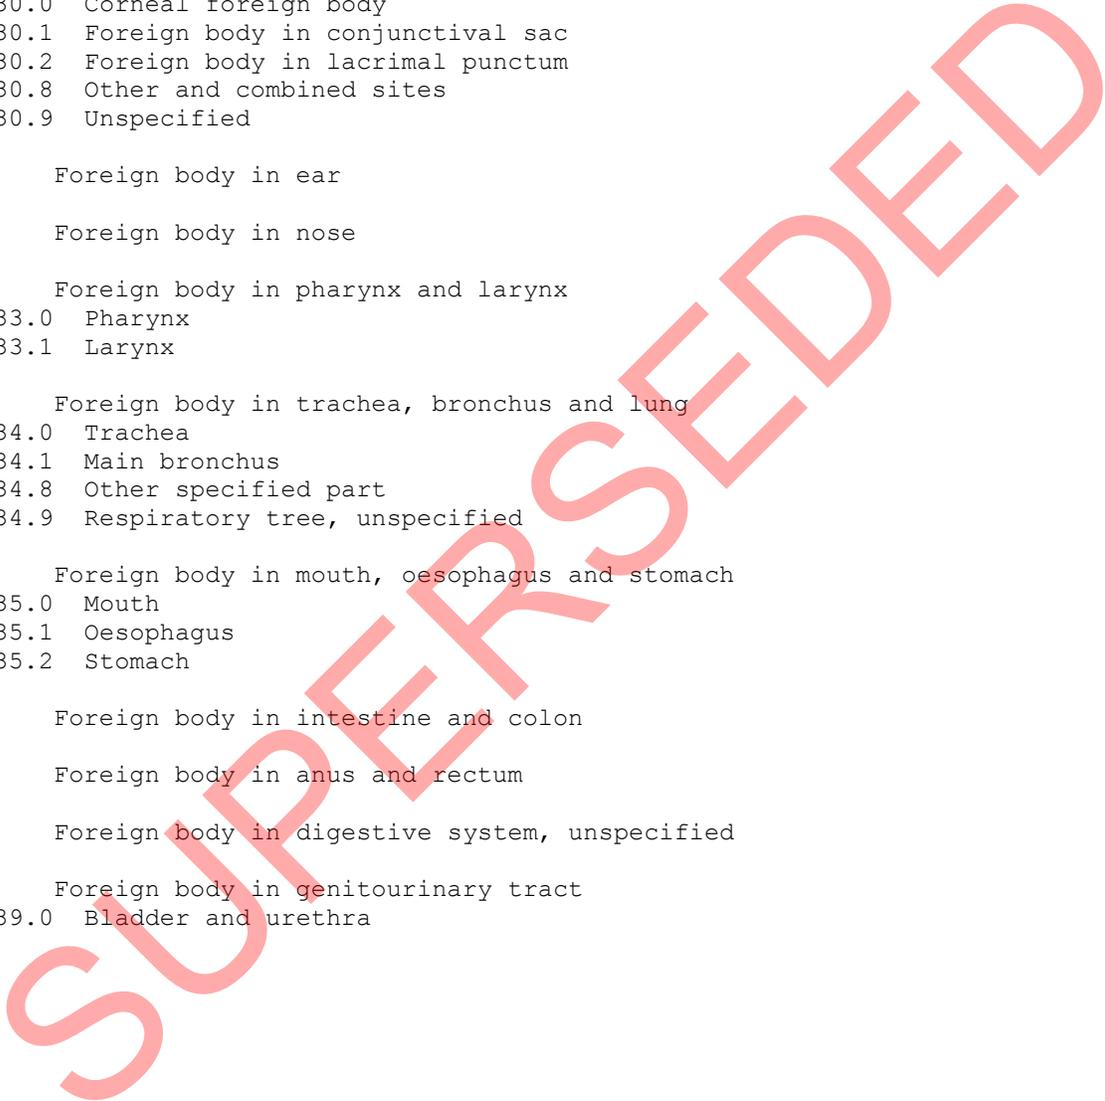 30.0 Corneal foreign body
30.1 Foreign body in conjunctival sac
30.2 Foreign body in lacrimal punctum
30.8 Other and combined sites
30.9 Unspecified
Foreign body in ear
Foreign body in nose
Foreign body in pharynx and larynx
33.0 Pharynx
33.1 Larynx
Foreign body in trachea, bronchus and lung
34.0 Trachea
34.1 Main bronchus
34.8 Other specified part
34.9 Respiratory tree, unspecified
Foreign body in mouth, oesophagus and stomach
35.0 Mouth
35.1 Oesophagus
35.2 Stomach
Foreign body in intestine and colon
Foreign body in anus and rectum
Foreign body in digestive system, unspecified
Foreign body in genitourinary tract
39.0 Bladder and urethra
SUPERSEDED